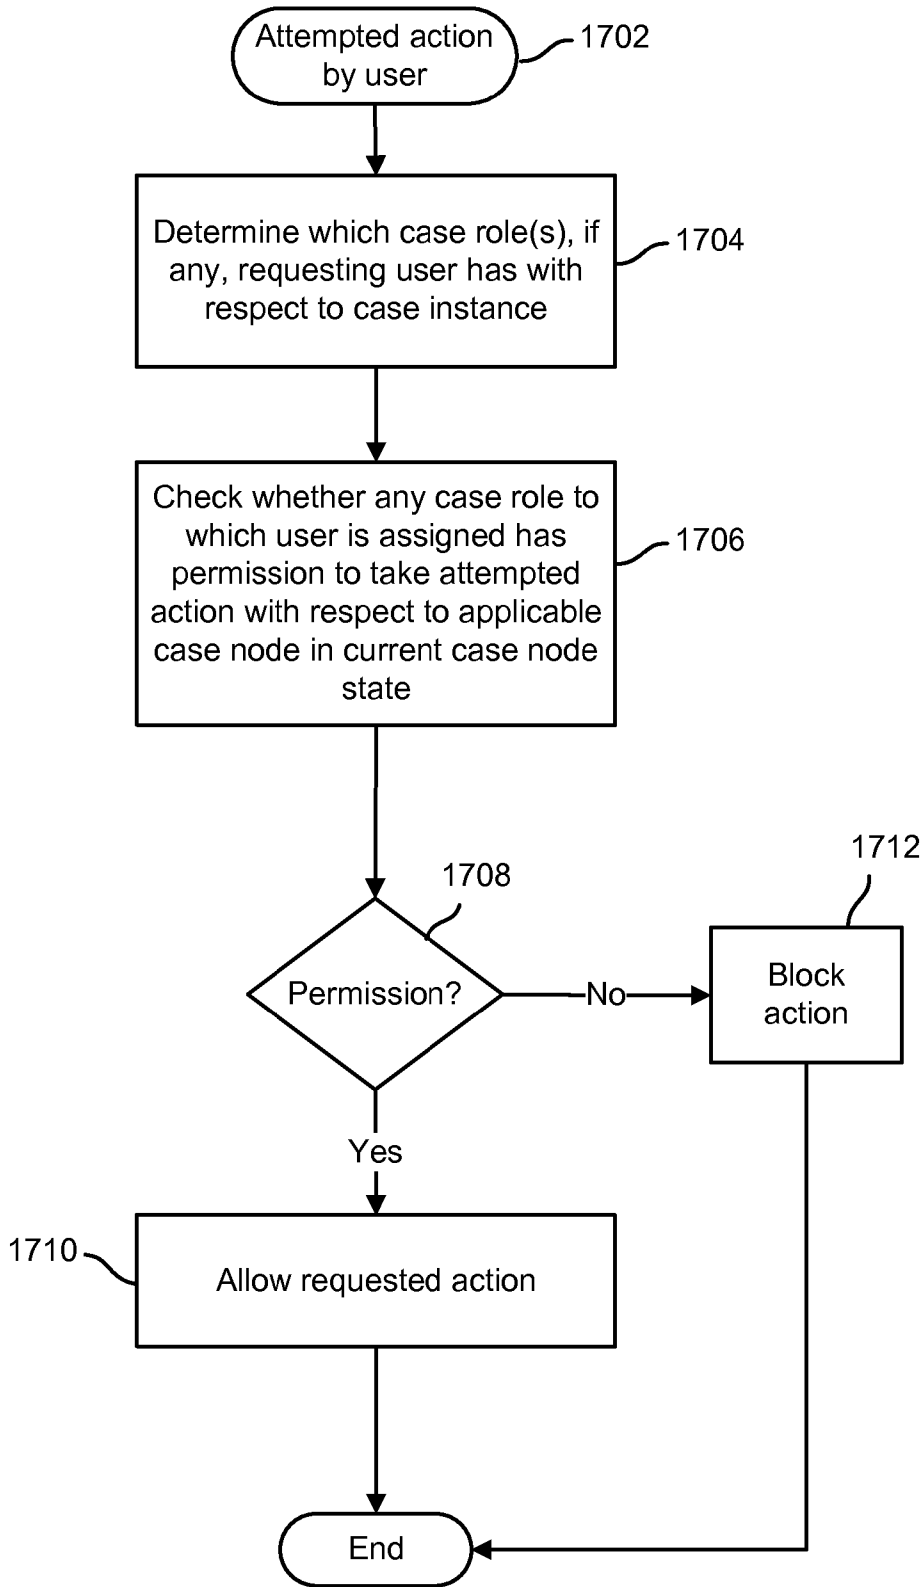 Attempted action
by user
1702
Determine which case role(s), if
any, requesting user has with
respect to case instance
1704
Check whether any case role to
which user is assigned has
permission to take attempted
action with respect to applicable
case node in current case node
state
1706
1708
Permission?
No
1712
Block
action
Yes
1710
Allow requested action
End